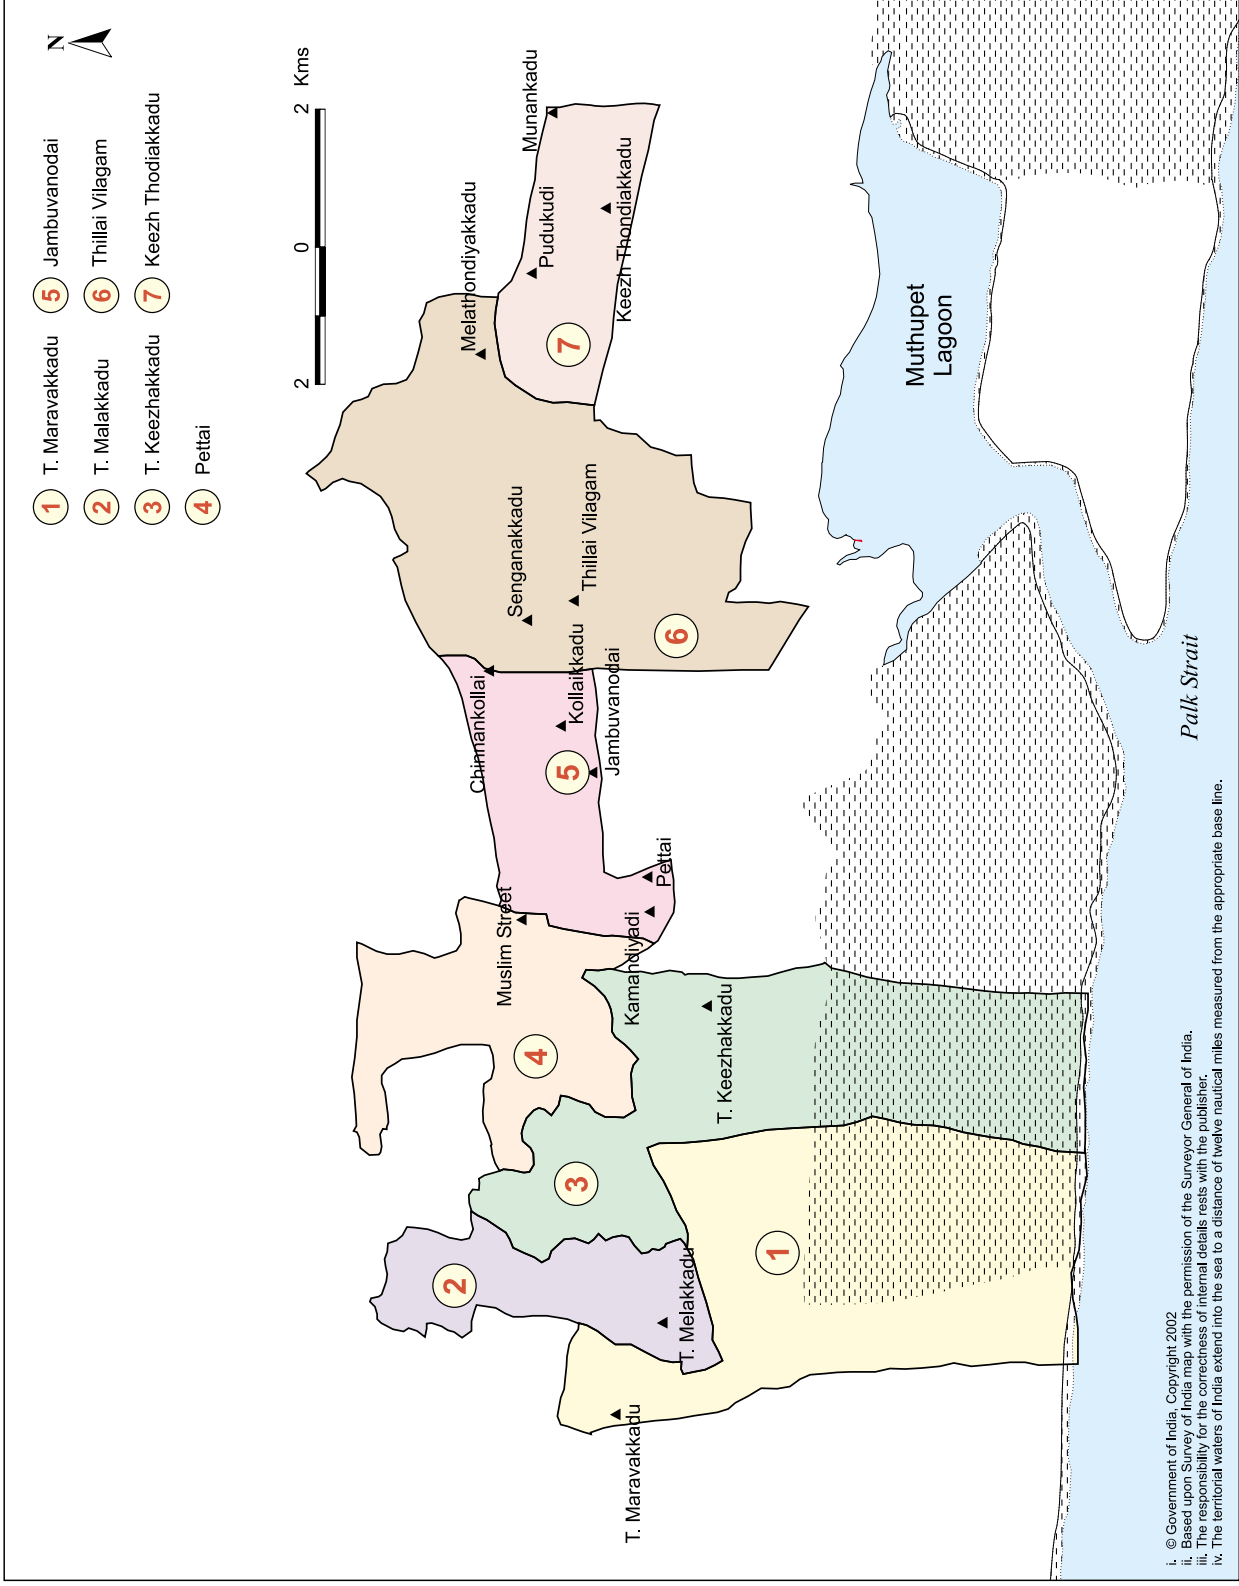 1 T. Maravakkadu
2 T. Malakkadu
3 T. Keezhakkadu
4 Pettai
5 Jambuvanodai
6 Thillai Vilagam
7 Keezh Thodiakkadu
N
2 0 2 Kms
Munankadu
Melathondiyakkadu
Pudukudi
Keezh Thondiakkadu
7
Senganakkadu
Thillai Vilagam
6
Chinnankollai
Kollaikkadu
Jambuvanodai
5
Pettai
Muslim Street
Kamandiyadi
4
T. Keezhakkadu
3
2
T. Melakkadu
1
T. Maravakkadu
Muthupet
Lagoon
Palk Strait
i. © Government of India, Copyright 2002
ii. Based upon Survey of India map with the permission of the Surveyor General of India.
iii. The responsibility for the correctness of internal details rests with the publisher.
iv. The territorial waters of India extend into the sea to a distance of twelve nautical miles measured from the appropriate base line.